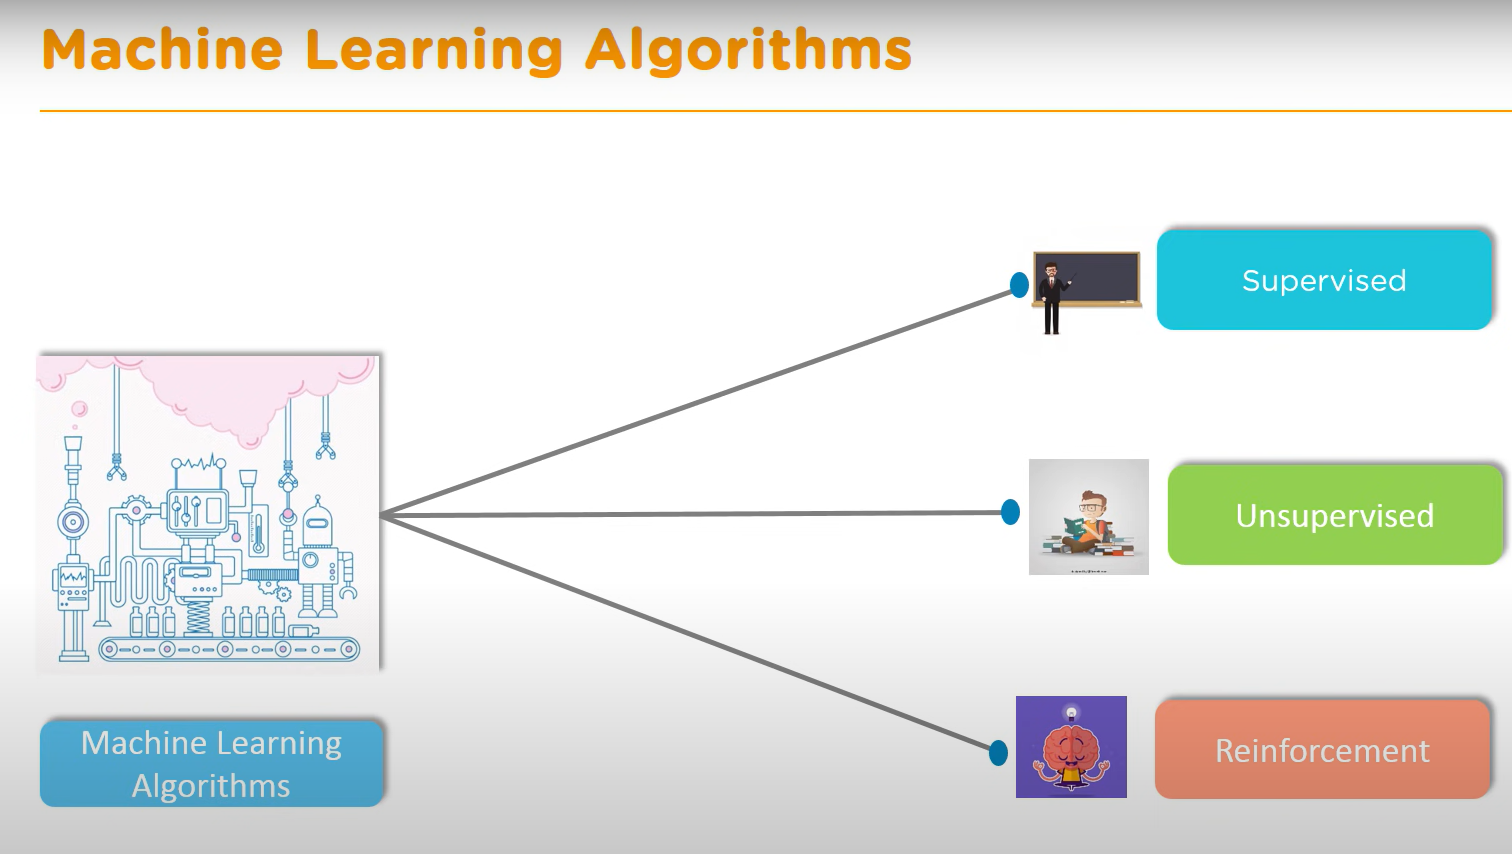 Machine Learning Algorithms
Supervised
Unsupervised
Machine Learning
Algorithms
Reinforcement